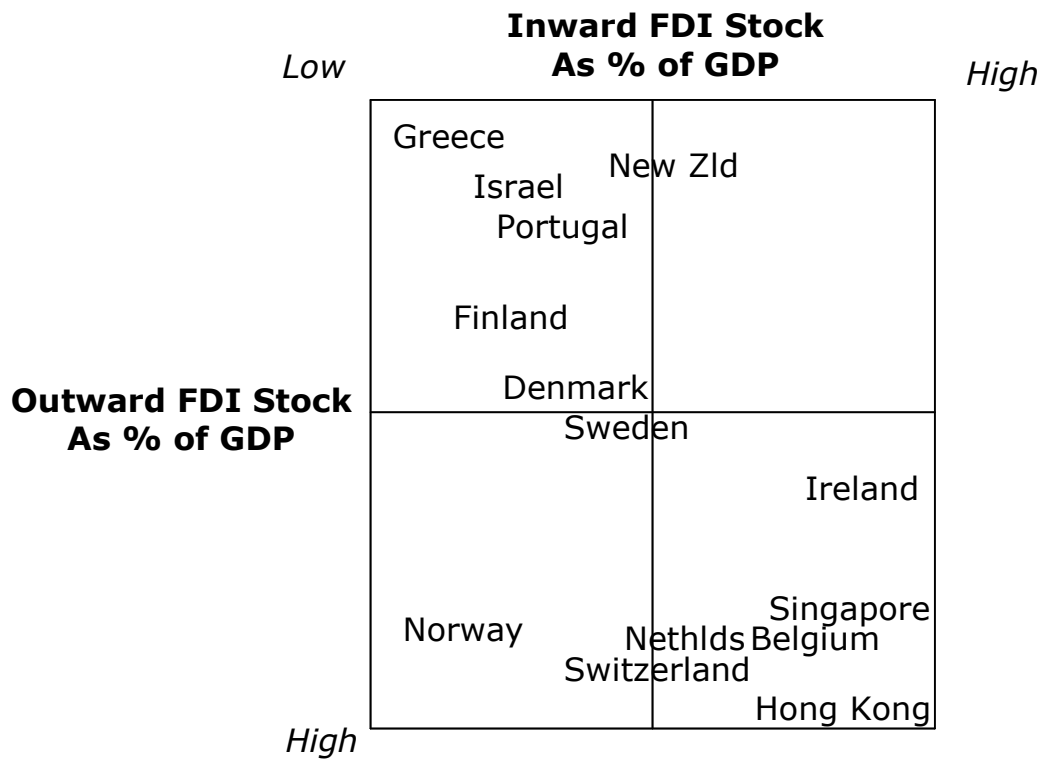 Inward FDI Stock
As % of GDP
Low
High
Greece
New Zld
Israel
Portugal
Finland
Denmark
Outward FDI Stock
As % of GDP
Sweden
Ireland
Singapore
Norway
Nethlds Belgium
Switzerland
Hong Kong
High